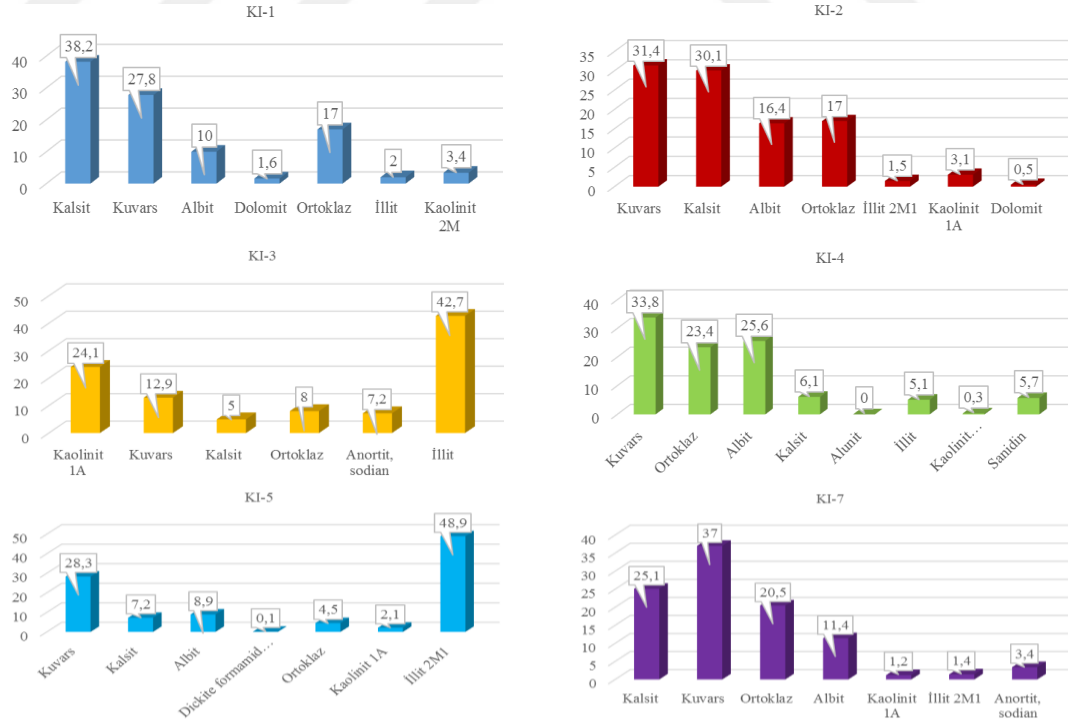 KI-1
38,2
27,8
10
1,6
17
2
3,4
40
30
20
10
0
Kalsit Kuvars Albit Dolomit Ortoklaz İllit Kaolinit
2M
KI-2
31,4
30,1
16,4
17
1,5
3,1
0,5
35
30
25
20
15
10
5
0
Kuvars Kalsit Albit Ortoklaz İllit 2M1 Kaolinit Dolomit
1A
KI-3
24,1
12,9
5
8
7,2
42,7
50
40
30
20
10
0
Kaolinit Kuvars Kalsit Ortoklaz Anortit, İllit
1A sodian
KI-4
33,8
23,4
25,6
6,1
0
5,1
0,3
5,7
40
30
20
10
0
Kuvars
Ortoklaz
Albit
Kalsit
Alunit
İllit
Kaolinit…
Sanidin
KI-5
28,3
7,2
8,9
0,1
4,5
2,1
48,9
50
40
30
20
10
0
Kuvars
Kalsit
Albit
Dickite formamid…
Ortoklaz
Kaolinit 1A
İllit 2M1
KI-7
25,1
37
20,5
11,4
1,2
1,4
3,4
40
35
30
25
20
15
10
5
0
Kalsit Kuvars Ortoklaz Albit Kaolinit İllit 2M1 Anortit,
1A sodian